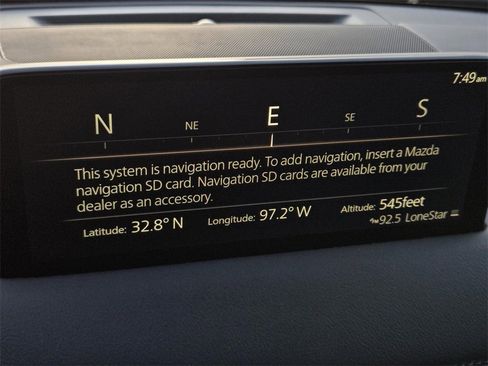 7:49am
N NE E SE S
This system is navigation ready. To add navigation, insert a Mazda
navigation SD card. Navigation SD cards are available from your
dealer as an accessory.
Latitude: 32.8° N Longitude: 97.2° W Altitude: 545feet
FM 92.5 LoneStar